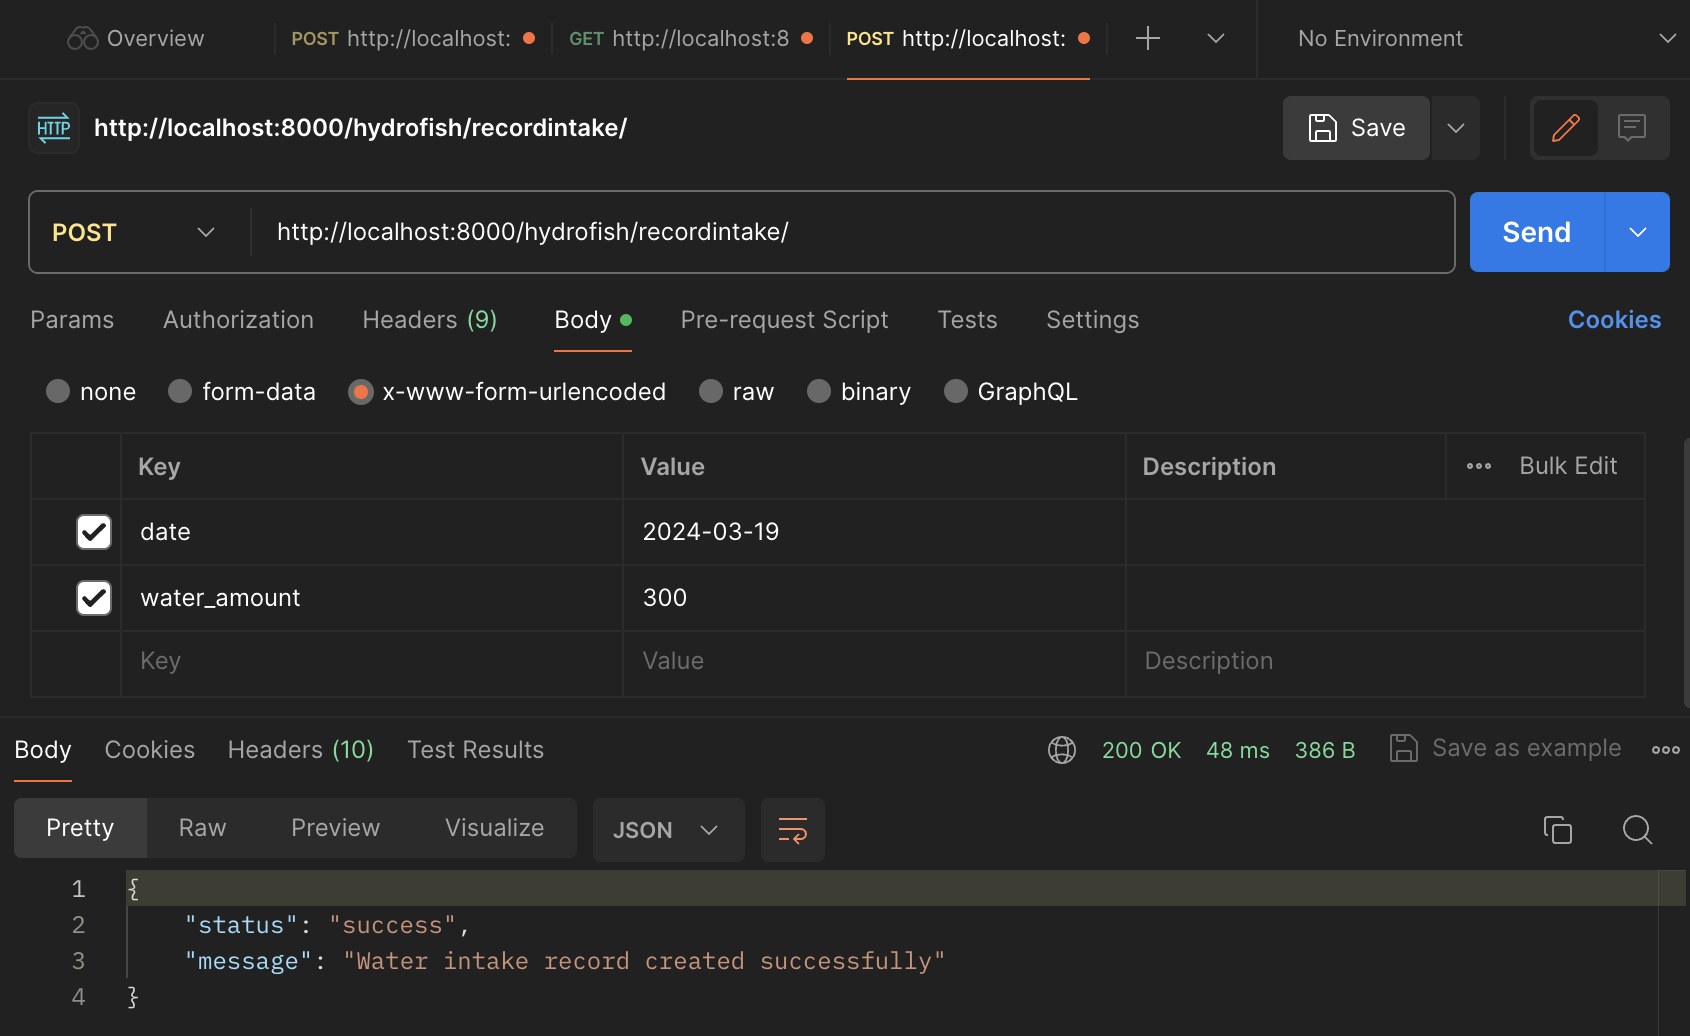 Overview POST http://localhost: GET http://localhost:8 POST http://localhost: No Environment
HTTP http://localhost:8000/hydrofish/recordintake/ Save
POST http://localhost:8000/hydrofish/recordintake/ Send
Params Authorization Headers (9) Body Pre-request Script Tests Settings Cookies
none form-data x-www-form-urlencoded raw binary GraphQL
Key Value Description Bulk Edit
date 2024-03-19
water_amount 300
Key Value Description
Body Cookies Headers (10) Test Results 200 OK 48 ms 386 B Save as example
Pretty Raw Preview Visualize JSON
1 {
2 "status": "success",
3 "message": "Water intake record created successfully"
4 }